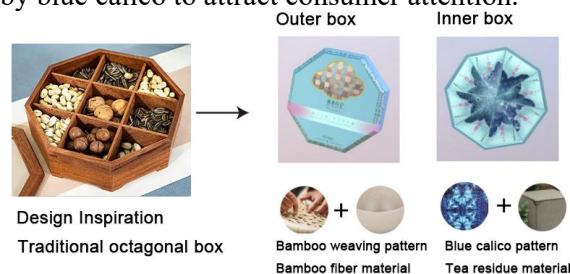 by blue calico to attract consumer attention.
Outer box
Inner box
Design Inspiration
Traditional octagonal box
Bamboo weaving pattern
Bamboo fiber material
Blue calico pattern
Tea residue material